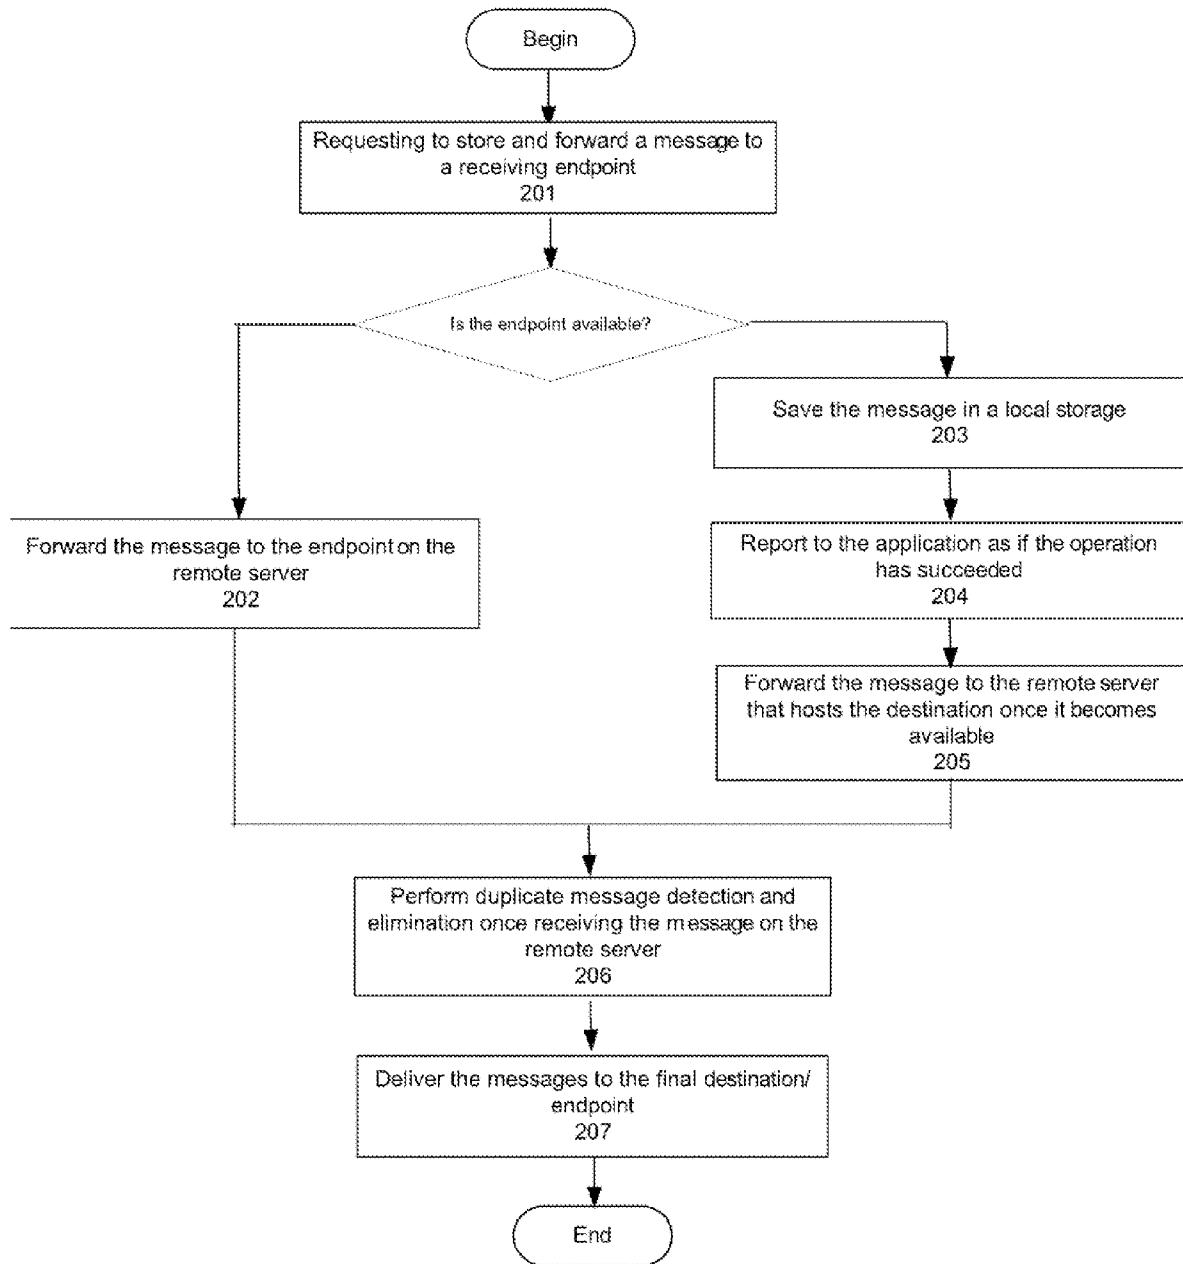 Begin
Requesting to store and forward a message to
a receiving endpoint
201
Is the endpoint available?
Save the message in a local storage
203
Forward the message to the endpoint on the
remote server
202
Report to the application as if the operation
has succeeded
204
Forward the message to the remote server
that hosts the destination once it becomes
available
205
Perform duplicate message detection and
elimination once receiving the message on the
remote server
206
Deliver the messages to the final destination/
endpoint
207
End